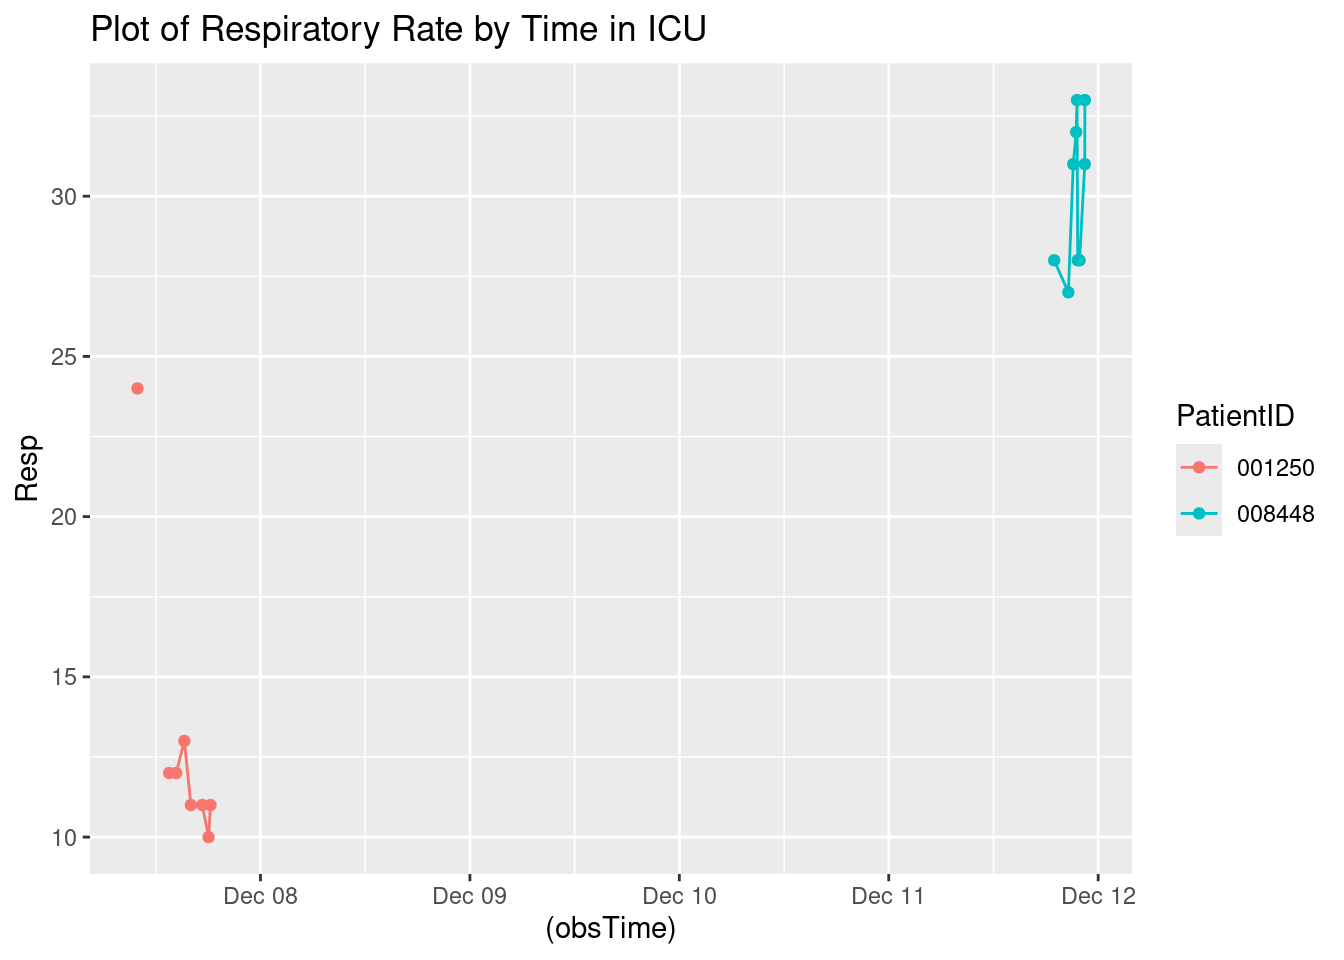 Plot of Respiratory Rate by Time in ICU
Resp
30
25
20
15
10
Dec 08 Dec 09 Dec 10 Dec 11 Dec 12
(obsTime)
PatientID
001250
008448